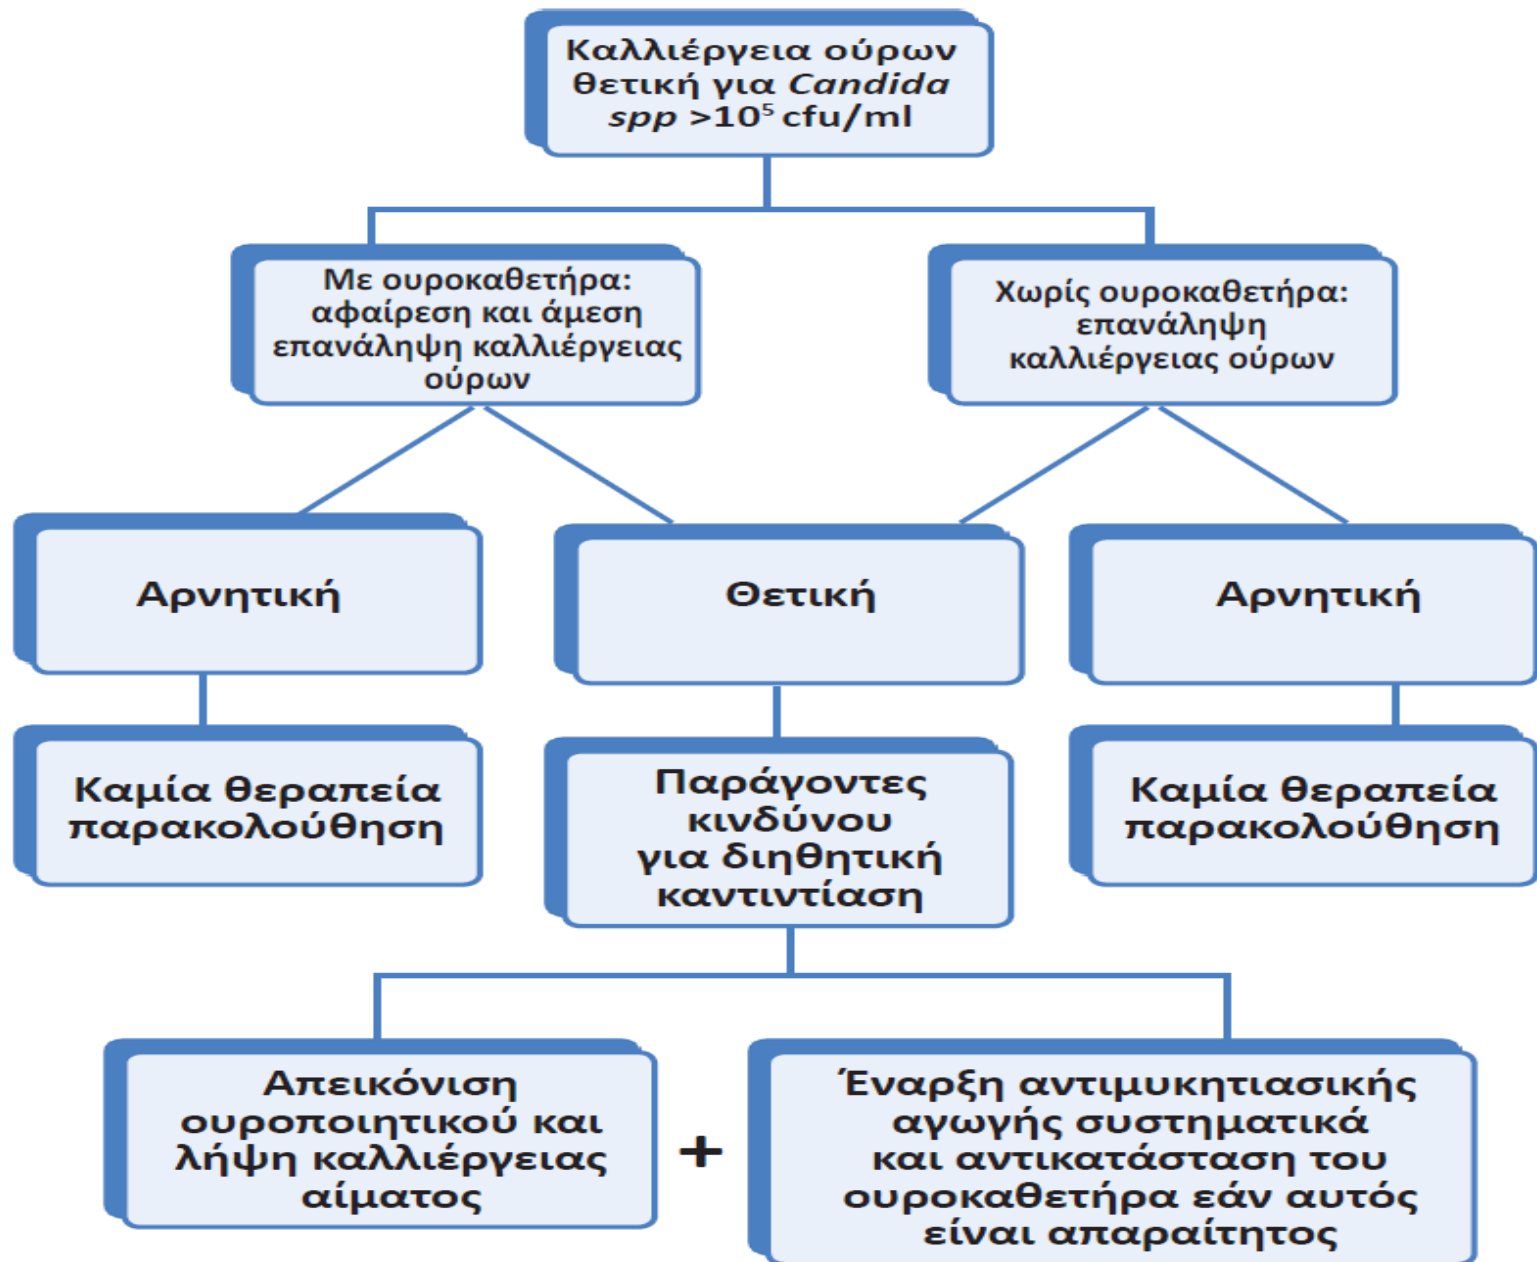 Καλλιέργεια ούρων
θετική για Candida
spp >10⁵ cfu/ml
Με ουροκαθετήρα:
αφαίρεση και άμεση
επανάληψη καλλιέργειας
ούρων
Χωρίς ουροκαθετήρα:
επανάληψη
καλλιέργειας ούρων
Αρνητική
Θετική
Αρνητική
Καμία θεραπεία
παρακολούθηση
Παράγοντες
κινδύνου
για διηθητική
καντιντίαση
Καμία θεραπεία
παρακολούθηση
Απεικόνιση
ουροποιητικού και
λήψη καλλιέργειας
αίματος
+
Έναρξη αντιμυκητιασικής
αγωγής συστηματικά
και αντικατάσταση του
ουροκαθετήρα εάν αυτός
είναι απαραίτητος